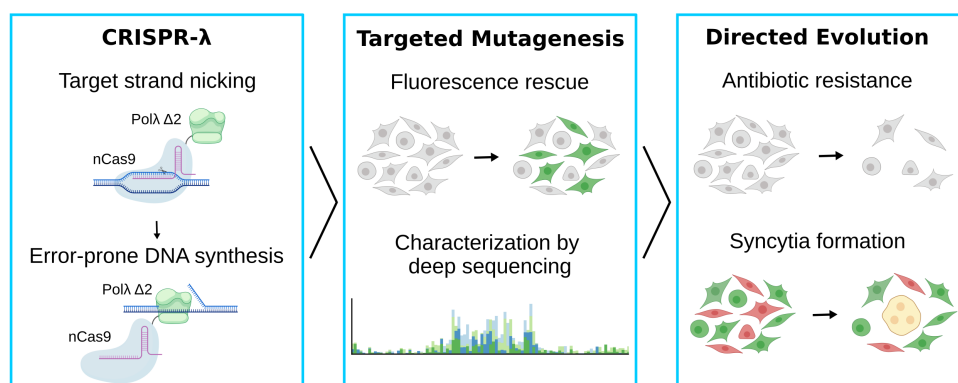 CRISPR-λ
Target strand nicking
Polλ Δ2
nCas9
Error-prone DNA synthesis
Polλ Δ2
nCas9
Targeted Mutagenesis
Fluorescence rescue
Characterization by
deep sequencing
Directed Evolution
Antibiotic resistance
Syncytia formation